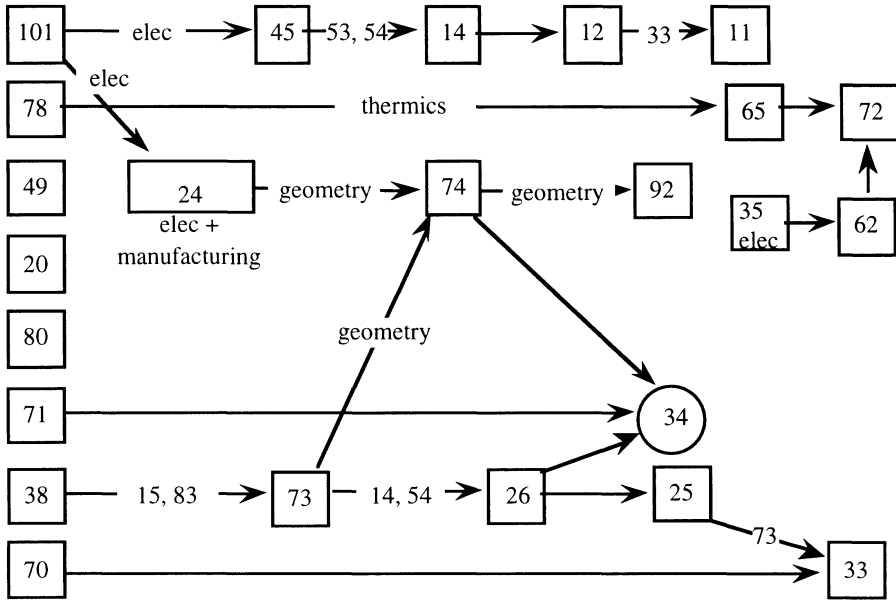 101 elec 45 53, 54 14 12 33 11
elec
78 thermics 65 72
49 24 geometry 74 geometry 92
35 62
elec
elec +
manufacturing
20
80 geometry
71 34
38 15, 83 73 14, 54 26 25
73
70 33